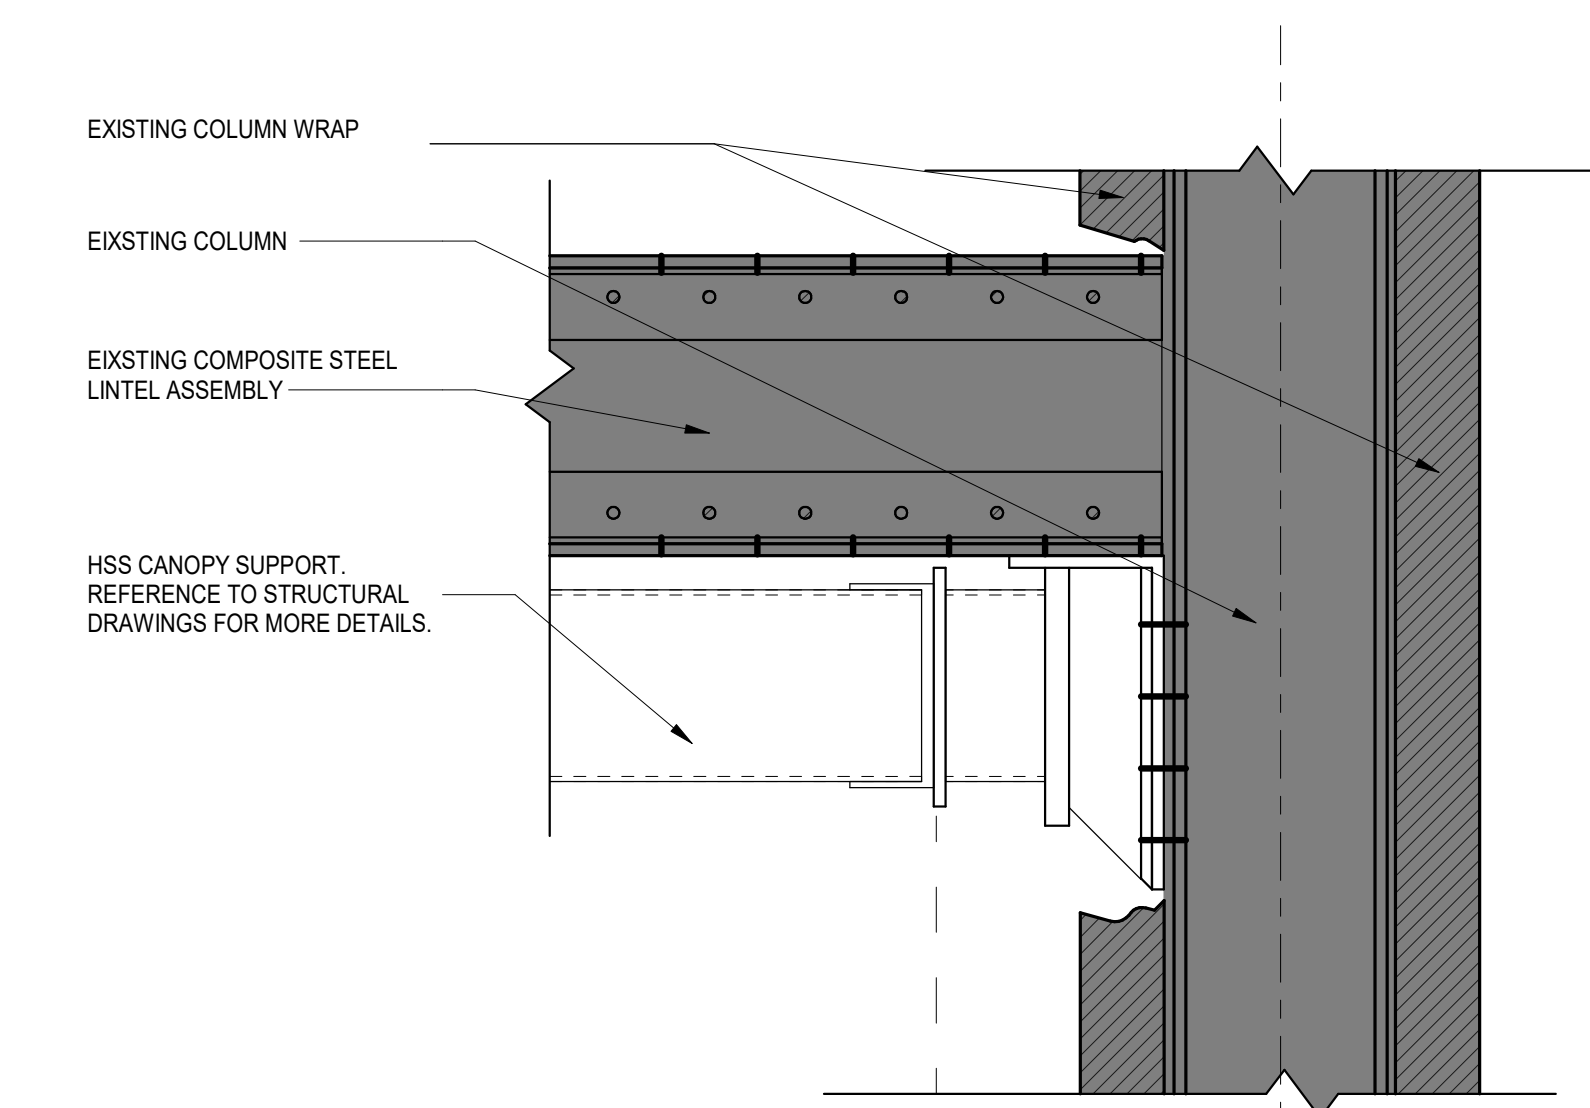 EXISTING COLUMN WRAP
EIXSTING COLUMN
EIXSTING COMPOSITE STEEL
LINTEL ASSEMBLY
HSS CANOPY SUPPORT.
REFERENCE TO STRUCTURAL
DRAWINGS FOR MORE DETAILS.